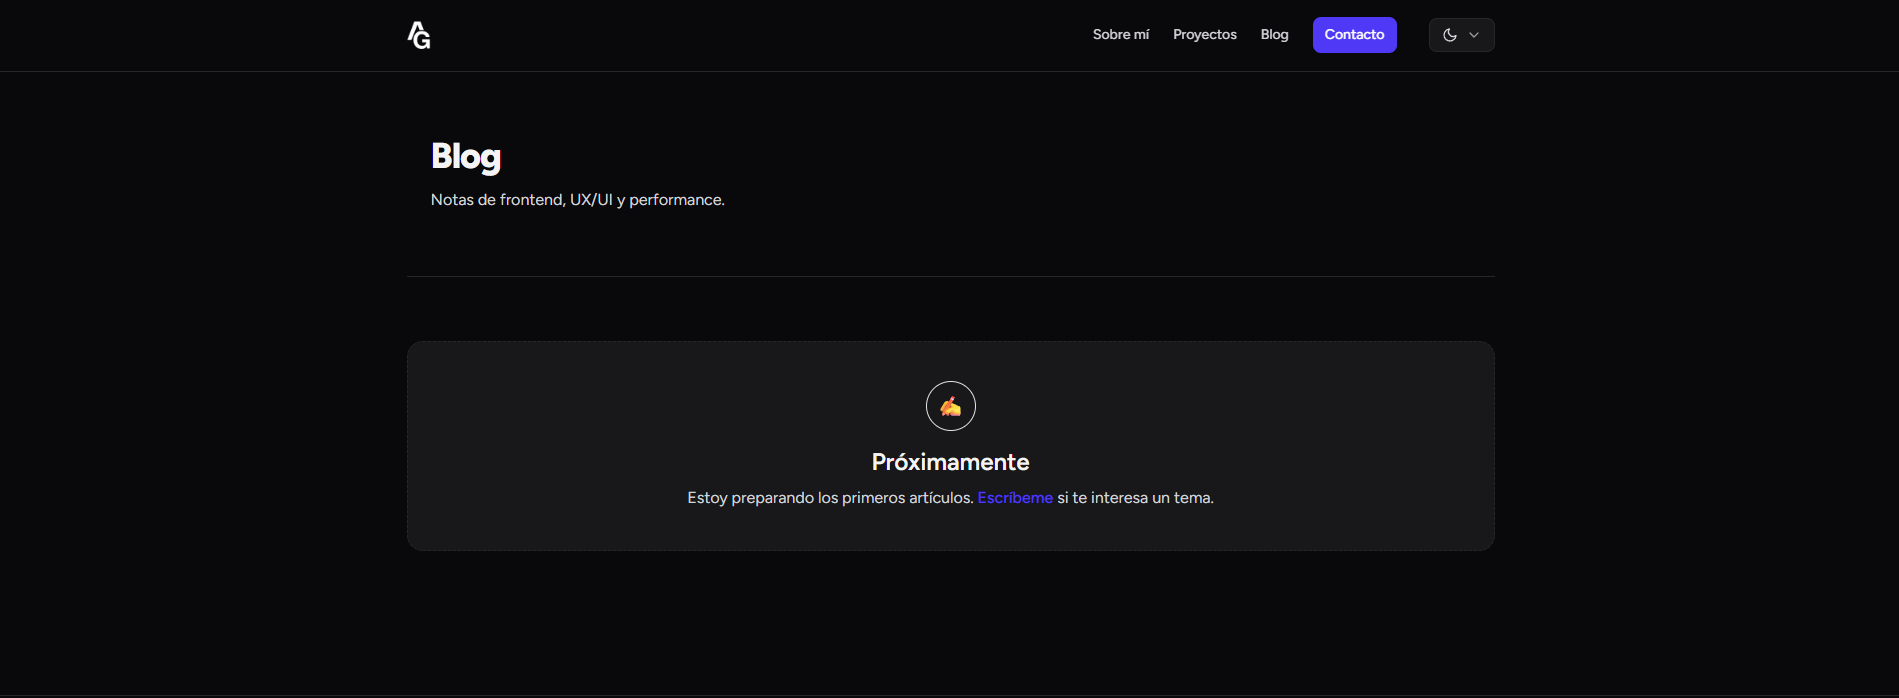 AG
Sobre mí
Proyectos
Blog
Contacto
Blog
Notas de frontend, UX/UI y performance.
Próximamente
Estoy preparando los primeros artículos. Escríbeme si te interesa un tema.